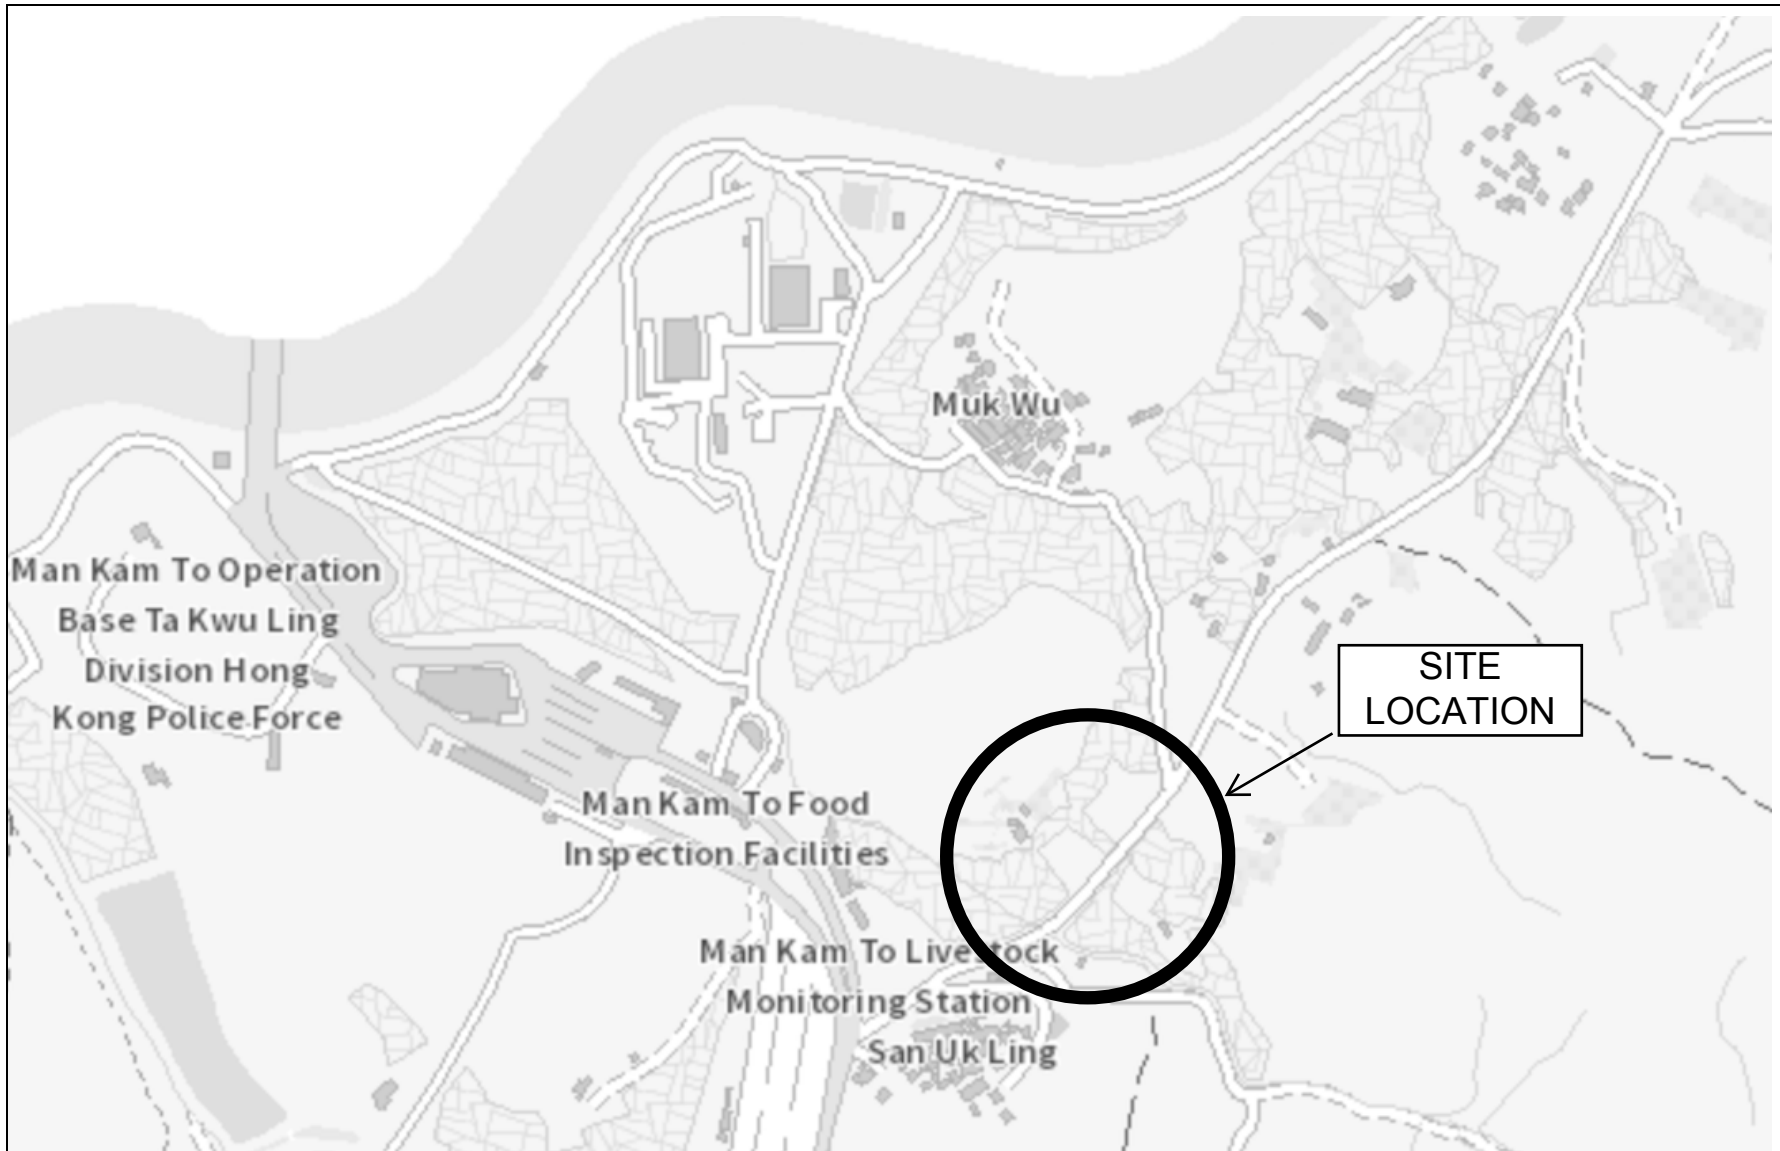 Muk Wu
Man Kam To Operation
Base Ta Kwu Ling
Division Hong
Kong Police Force
SITE
LOCATION
Man Kam To Food
Inspection Facilities
Man Kam To Livestock
Monitoring Station
San Uk Ling